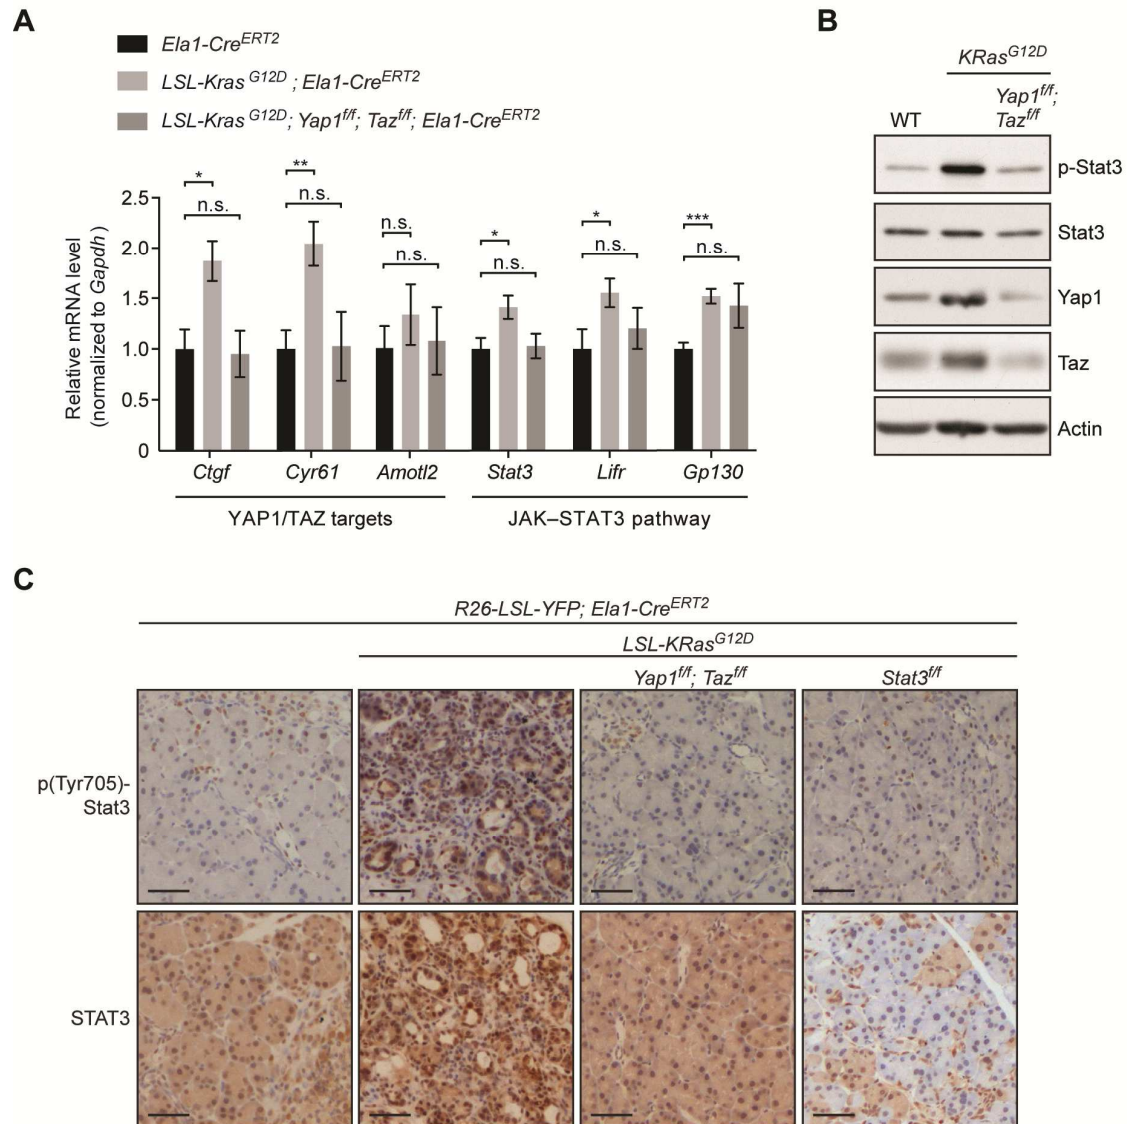 A
Ela1-Cre^ERT2
LSL-Kras ^G12D ; Ela1-Cre^ERT2
LSL-Kras ^G12D; Yap1^f/f; Taz^f/f; Ela1-Cre^ERT2
Relative mRNA level
(normalized to Gapdh)
2.5
2.0
1.5
1.0
0.5
0
*
n.s.
**
n.s.
n.s.
n.s.
*
n.s.
*
n.s.
***
n.s.
Ctgf Cyr61 Amotl2 Stat3 Lifr Gp130
YAP1/TAZ targets JAK–STAT3 pathway
B
KRas^G12D
Yap1^f/f;
WT Taz^f/f
p-Stat3
Stat3
Yap1
Taz
Actin
C
R26-LSL-YFP; Ela1-Cre^ERT2
LSL-KRas^G12D
Yap1^f/f; Taz^f/f Stat3^f/f
p(Tyr705)-
Stat3
STAT3